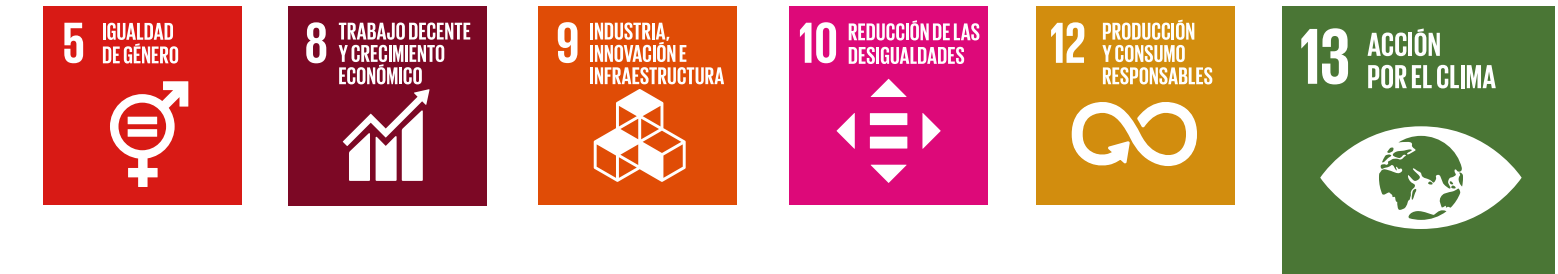 5 IGUALDAD
DE GÉNERO
8 TRABAJO DECENTE
Y CRECIMIENTO
ECONÓMICO
9 INDUSTRIA,
INNOVACIÓN E
INFRAESTRUCTURA
10 REDUCCIÓN DE LAS
DESIGUALDADES
12 PRODUCCIÓN
Y CONSUMO
RESPONSABLES
13 ACCIÓN
POR EL CLIMA